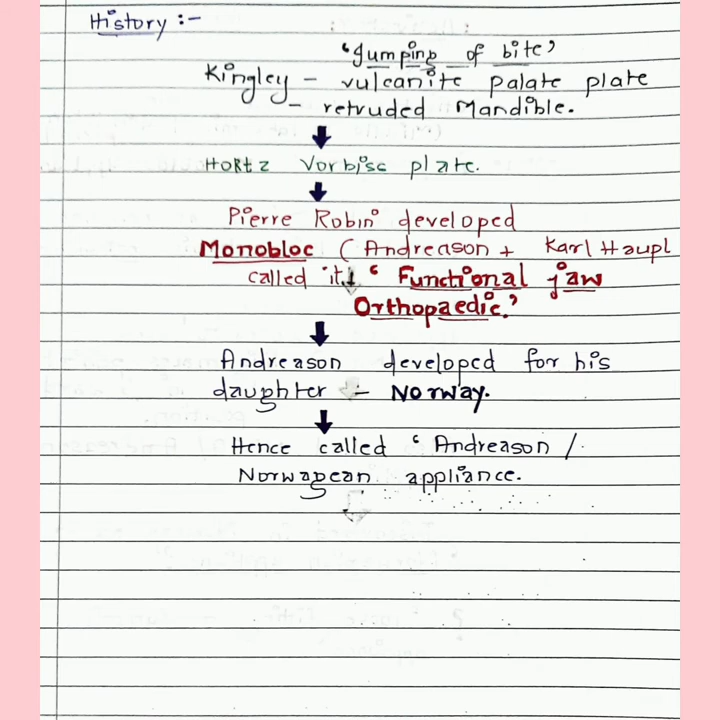 History :-
'Jumping of bite'
Kingley - vulcanite palate plate
- retruded Mandible.
HoRtz Vorbiss plate.
Pierre Robin developed
Monobloc (Andreason + Karl Haupl
called it 'Functional jaw
Orthopaedic.'
Andreason developed for his
daughter - Norway.
Hence called 'Andreason /
Norwagean appliance.